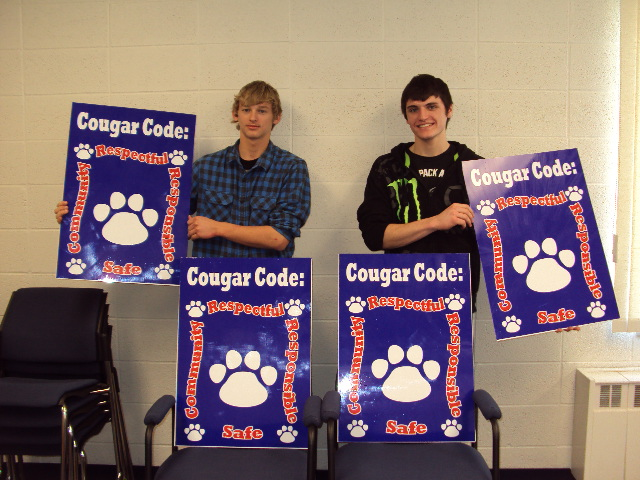 Cougar Code:
Respectful
Community
Responsible
Safe
PACK A
Cougar Code:
Respectful
Community
Responsible
Safe
Cougar Code:
Respectful
Community
Responsible
Safe
Cougar Code:
Respectful
Community
Responsible
Safe